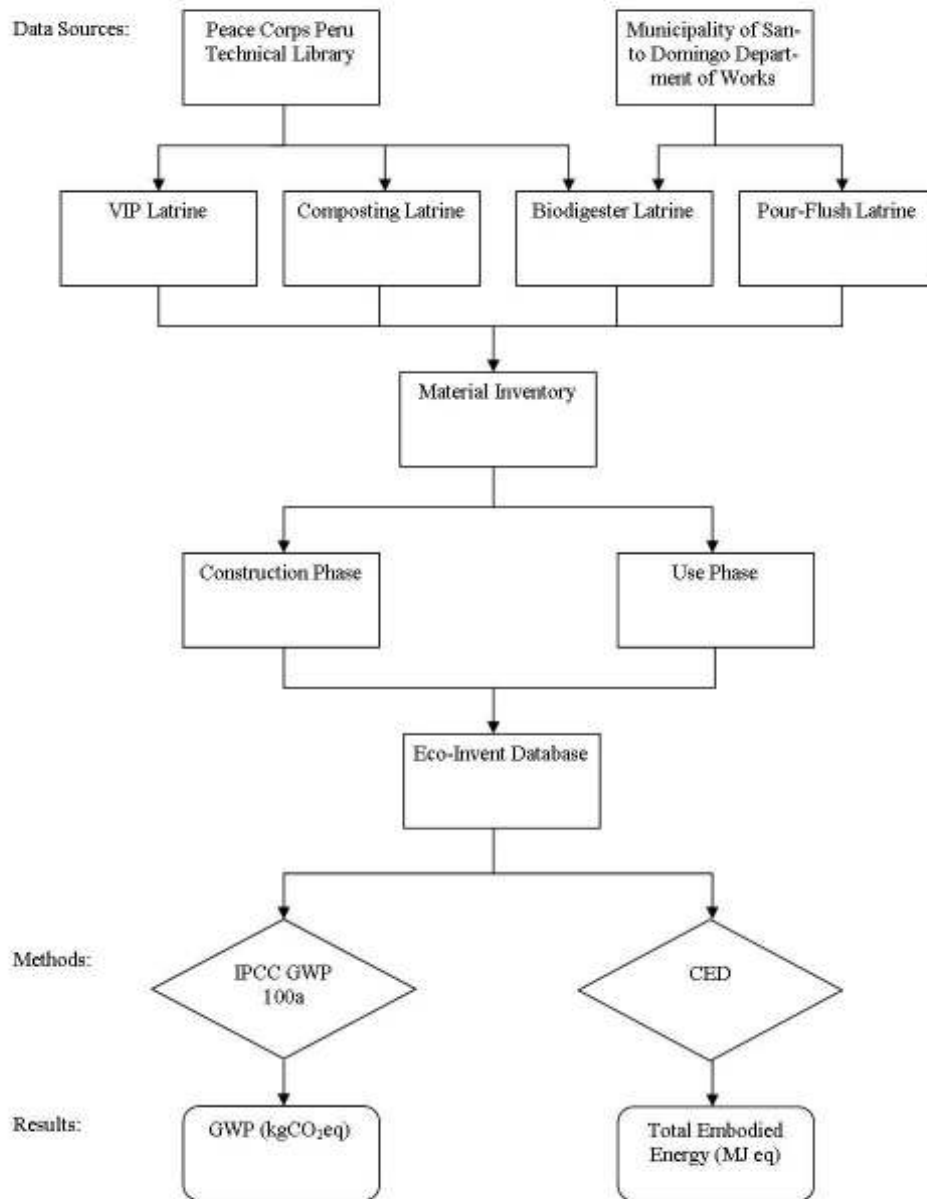 Data Sources:
Peace Corps Peru
Technical Library
Municipality of San-
to Domingo Depart-
ment of Works
VIP Latrine
Composting Latrine
Biodigester Latrine
Pour-Flush Latrine
Material Inventory
Construction Phase
Use Phase
Eco-Invent Database
Methods:
IPCC GWP
100a
CED
Results:
GWP (kgCO₂eq)
Total Embodied
Energy (MJ eq)